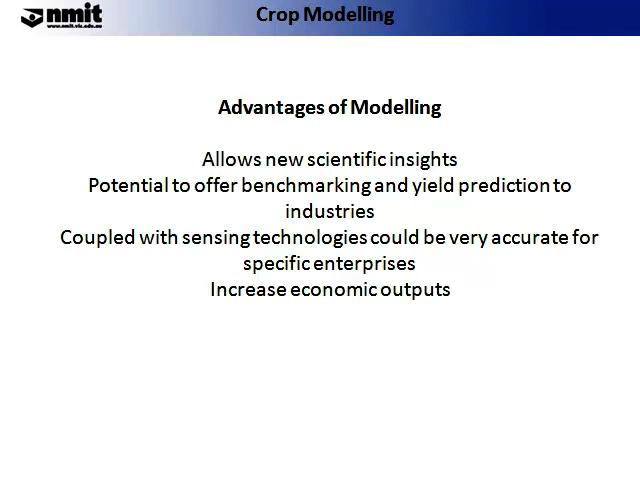 nmit
www.nmit.vic.edu.au
Crop Modelling
Advantages of Modelling
Allows new scientific insights
Potential to offer benchmarking and yield prediction to
industries
Coupled with sensing technologies could be very accurate for
specific enterprises
Increase economic outputs